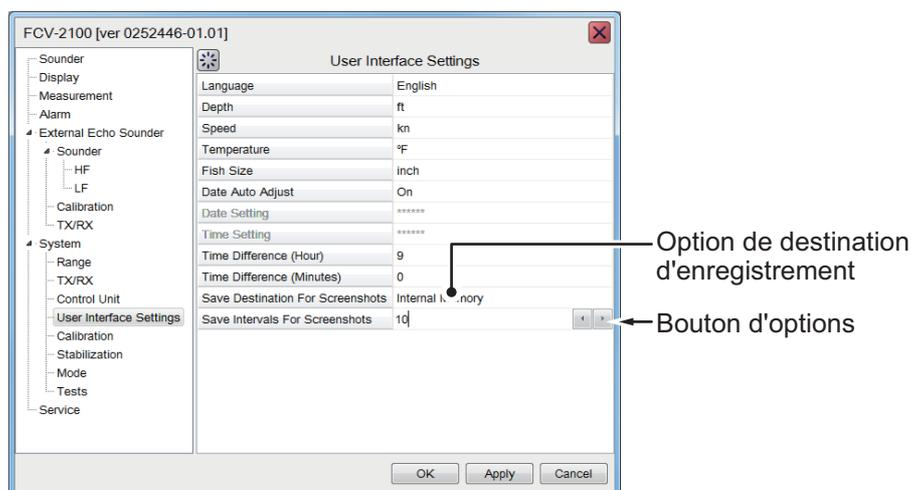 FCV-2100 [ver 0252446-01.01]
Sounder
Display
Measurement
Alarm
External Echo Sounder
Sounder
HF
LF
Calibration
TX/RX
System
Range
TX/RX
Control Unit
User Interface Settings
Calibration
Stabilization
Mode
Tests
Service
User Interface Settings
Language English
Depth ft
Speed kn
Temperature °F
Fish Size inch
Date Auto Adjust On
Date Setting ******
Time Setting ******
Time Difference (Hour) 9
Time Difference (Minutes) 0
Save Destination For Screenshots Internal
Save Intervals For Screenshots 10
OK Apply Cancel
Option de destination
d'enregistrement
Bouton d'options